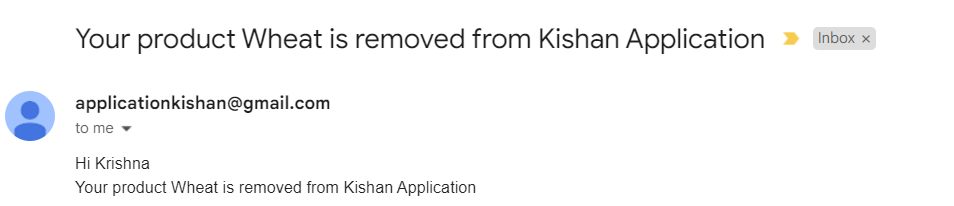 Your product Wheat is removed from Kishan Application Inbox ×
applicationkishan@gmail.com
to me
Hi Krishna
Your product Wheat is removed from Kishan Application